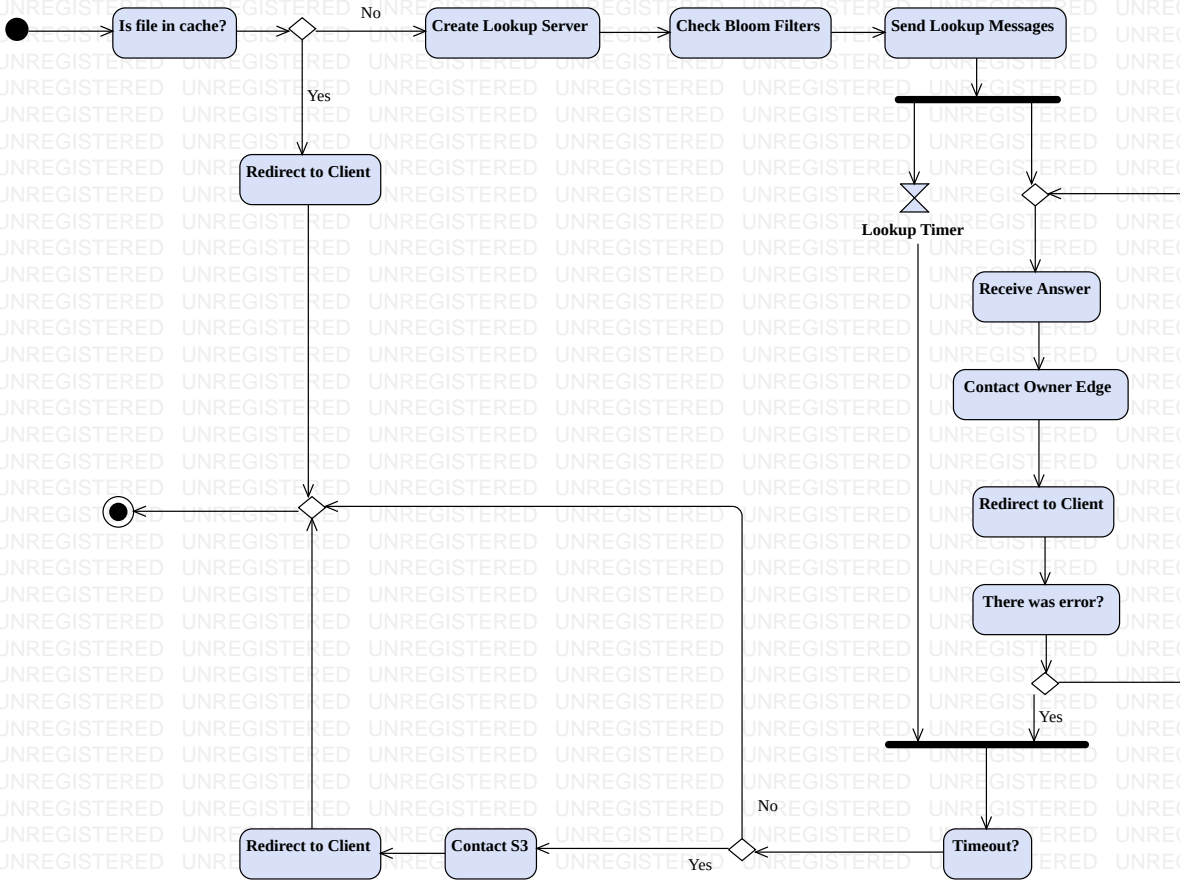 Is file in cache?
No
Create Lookup Server
Check Bloom Filters
Send Lookup Messages
Yes
Redirect to Client
Lookup Timer
Receive Answer
Contact Owner Edge
Redirect to Client
There was error?
Yes
No
Redirect to Client
Contact S3
Yes
Timeout?
UNREGISTERED